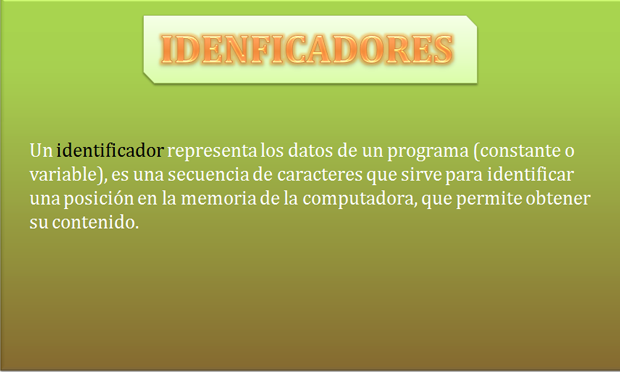 IDENFICADORES
Un identificador representa los datos de un programa (constante o
variable), es una secuencia de caracteres que sirve para identificar
una posición en la memoria de la computadora, que permite obtener
su contenido.